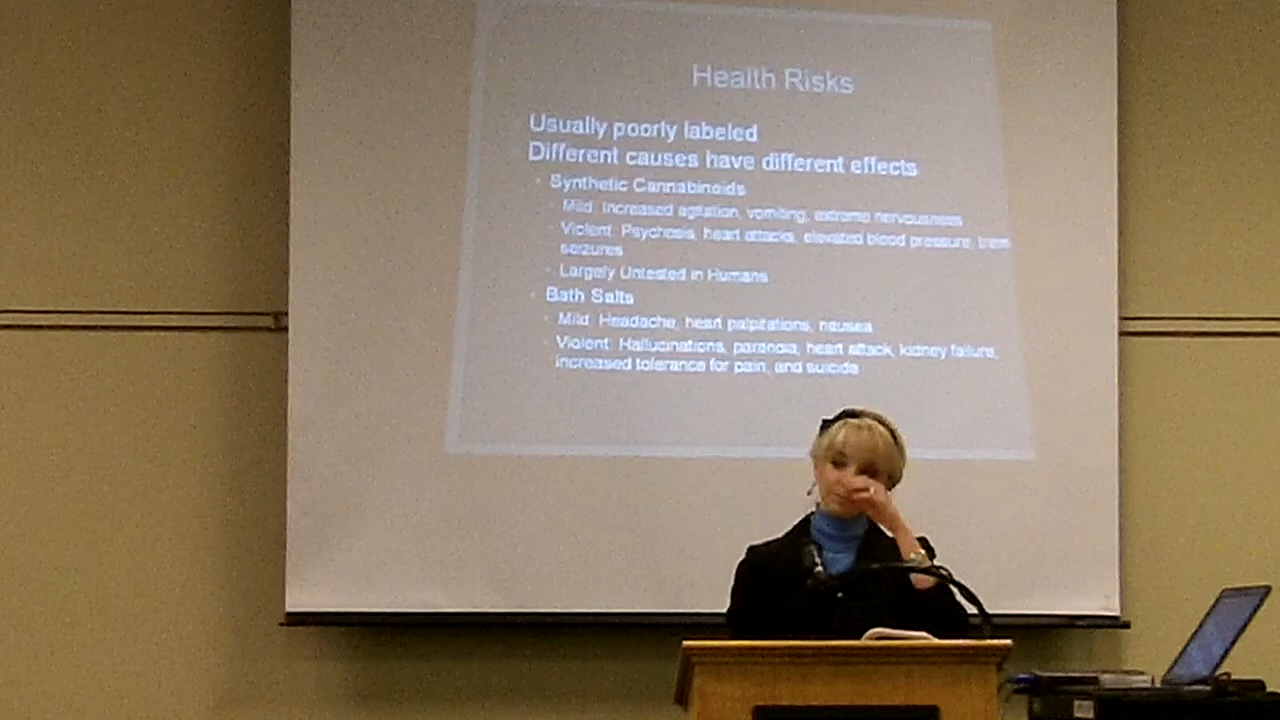 Health Risks
Usually poorly labeled
Different causes have different effects
Synthetic Cannabinoids
Mild: Increased agitation, vomiting, extreme nervousness
Violent: Psychosis, heart attacks, elevated blood pressure,
seizures
Largely Untested in Humans
Bath Salts
Mild: Headache, heart palpitations, nausea
Violent: Hallucinations, paranoia, heart attack, kidney failure,
increased tolerance for pain, and suicide